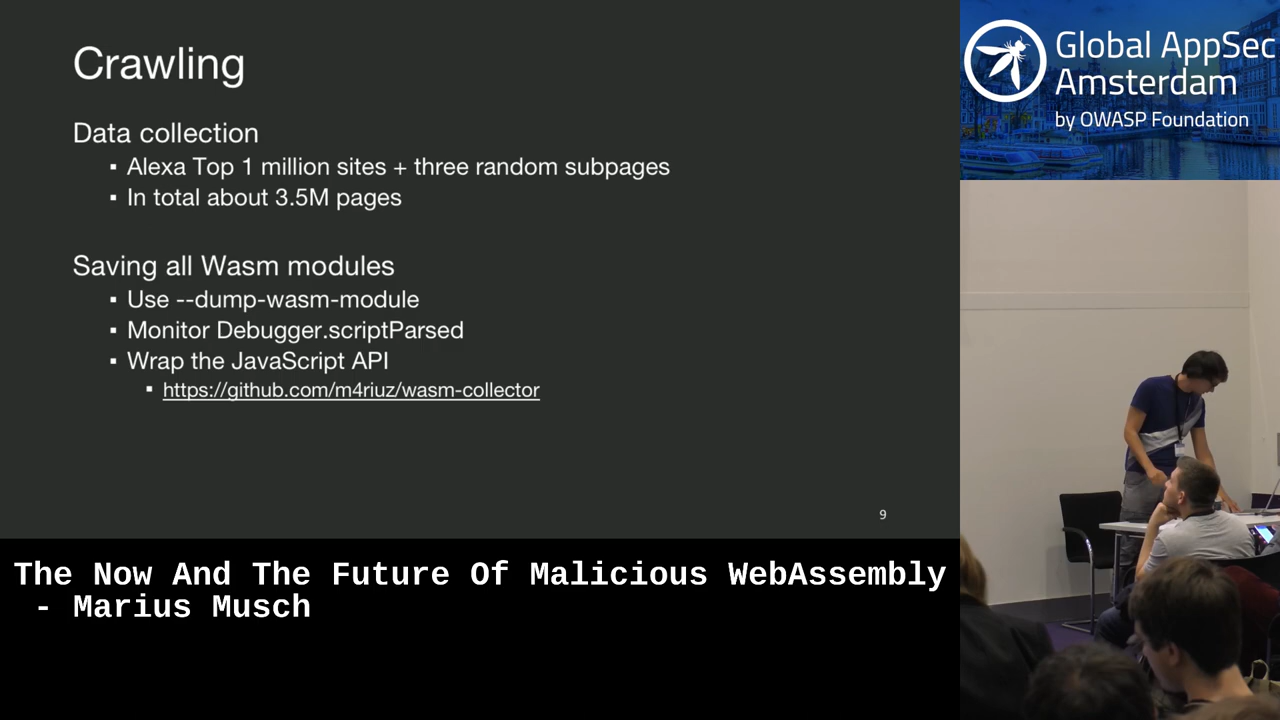 Crawling
Data collection
▪ Alexa Top 1 million sites + three random subpages
▪ In total about 3.5M pages
Saving all Wasm modules
▪ Use --dump-wasm-module
▪ Monitor Debugger.scriptParsed
▪ Wrap the JavaScript API
▪ https://github.com/m4riuz/wasm-collector
9
Global AppSec
Amsterdam
by OWASP Foundation
The Now And The Future Of Malicious WebAssembly
- Marius Musch